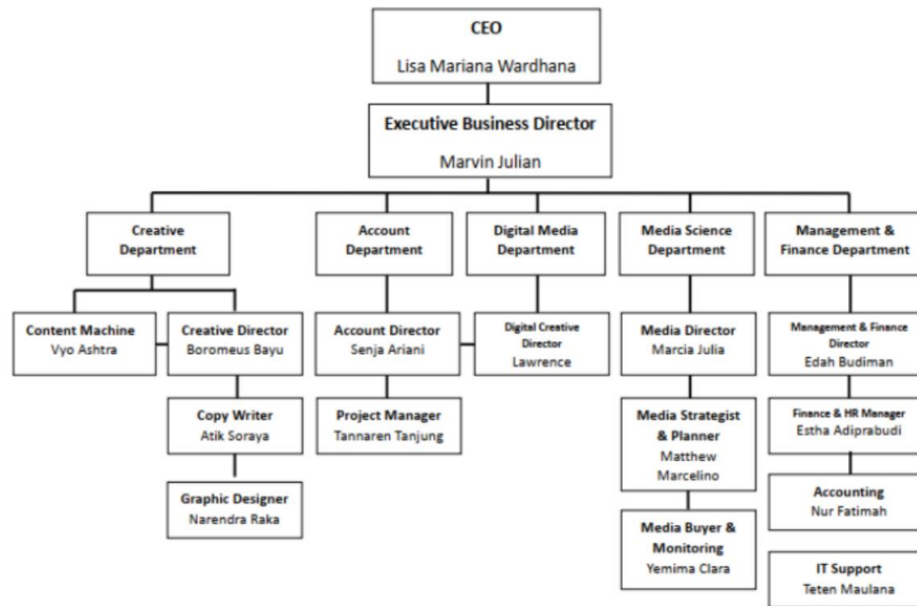 CEO
Lisa Mariana Wardhana
Executive Business Director
Marvin Julian
Creative
Department
Account
Department
Digital Media
Department
Media Science
Department
Management &
Finance Department
Content Machine
Vyo Ashtra
Creative Director
Boromeus Bayu
Account Director
Senja Ariani
Digital Creative
Director
Lawrence
Media Director
Marcia Julia
Management & Finance
Director
Edah Budiman
Copy Writer
Atik Soraya
Project Manager
Tannaren Tanjung
Media Strategist
& Planner
Matthew
Marcelino
Finance & HR Manager
Estha Adiprabudi
Graphic Designer
Narendra Raka
Accounting
Nur Fatimah
Media Buyer &
Monitoring
Yemima Clara
IT Support
Teten Maulana